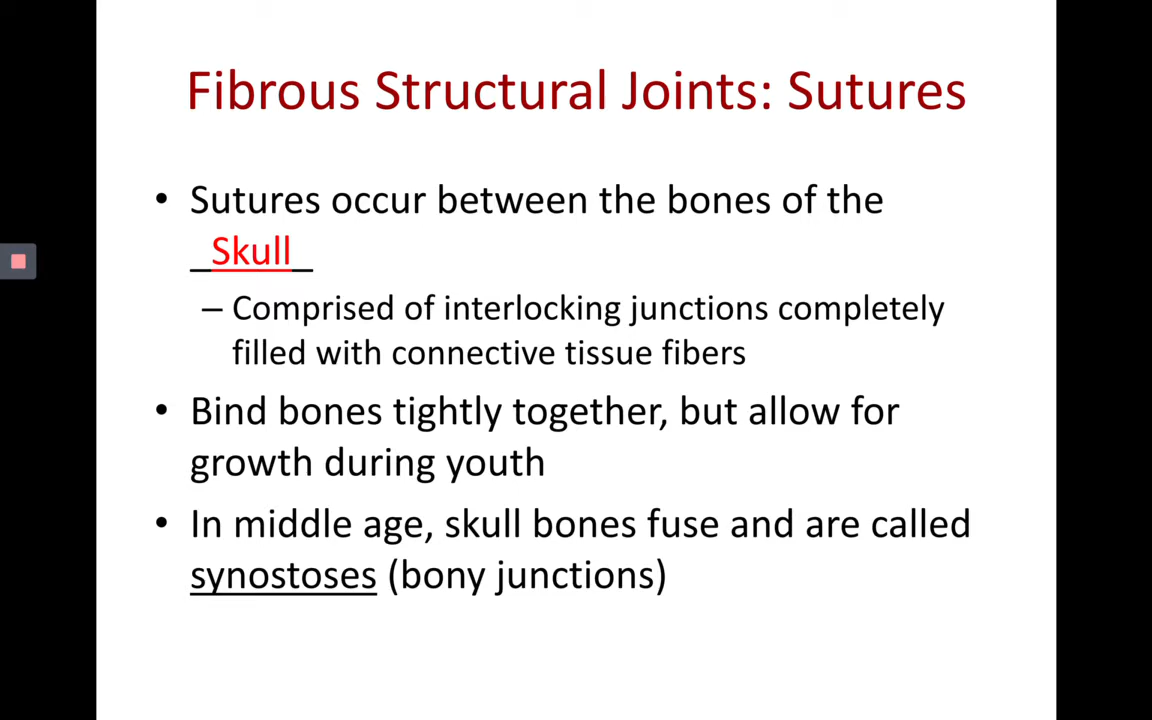 Fibrous Structural Joints: Sutures
• Sutures occur between the bones of the
_Skull_
– Comprised of interlocking junctions completely
filled with connective tissue fibers
• Bind bones tightly together, but allow for
growth during youth
• In middle age, skull bones fuse and are called
synostoses (bony junctions)